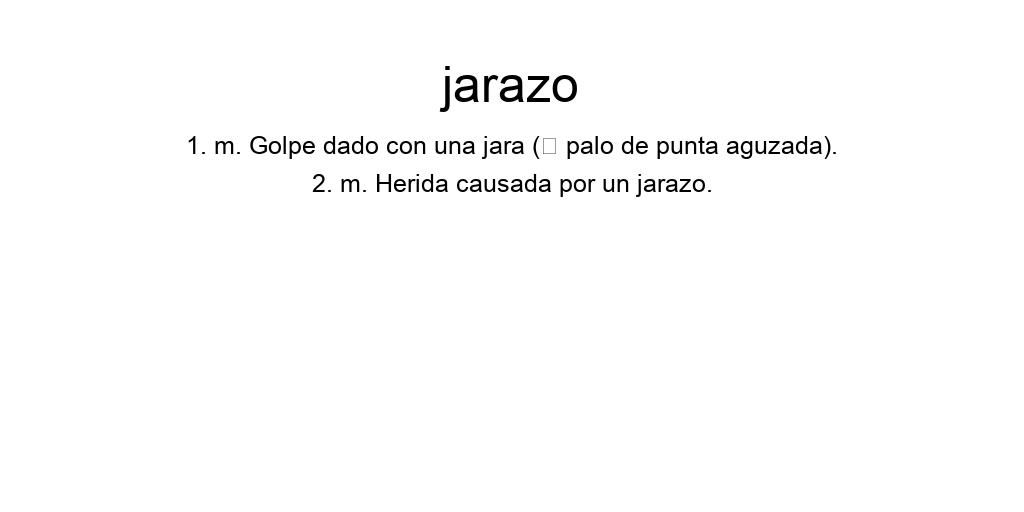 jarazo
1. m. Golpe dado con una jara (□ palo de punta aguzada).
2. m. Herida causada por un jarazo.